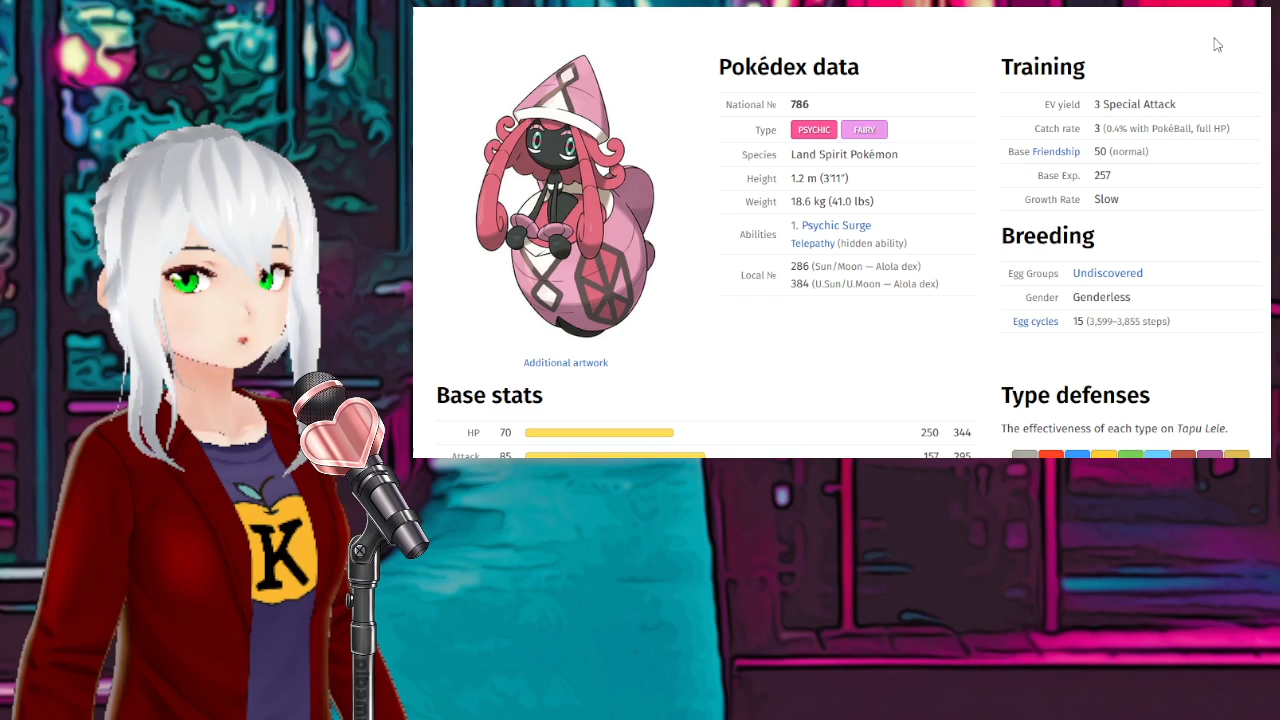 K
Additional artwork
Pokédex data
National № 786
Type PSYCHIC FAIRY
Species Land Spirit Pokémon
Height 1.2 m (3′11″)
Weight 18.6 kg (41.0 lbs)
Abilities 1. Psychic Surge
Telepathy (hidden ability)
Local № 286 (Sun/Moon — Alola dex)
384 (U.Sun/U.Moon — Alola dex)
Training
EV yield 3 Special Attack
Catch rate 3 (0.4% with PokéBall, full HP)
Base Friendship 50 (normal)
Base Exp. 257
Growth Rate Slow
Breeding
Egg Groups Undiscovered
Gender Genderless
Egg cycles 15 (3,599–3,855 steps)
Base stats
HP 70 250 344
Attack 85 157 295
Type defenses
The effectiveness of each type on Tapu Lele.